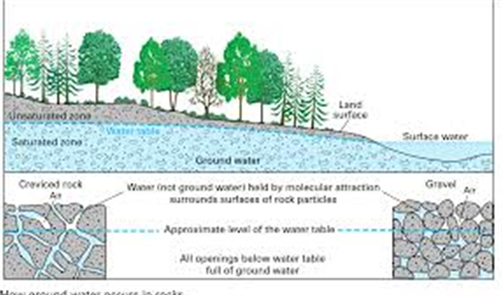 Land
surface
Unsaturated zone
Water table
Surface water
Saturated zone
Ground water
Creviced rock
Air
Water (not ground water) held by molecular attraction
surrounds surfaces of rock particles
Gravel
Air
Approximate level of the water table
All openings below water table
full of ground water
How ground water occurs in rocks